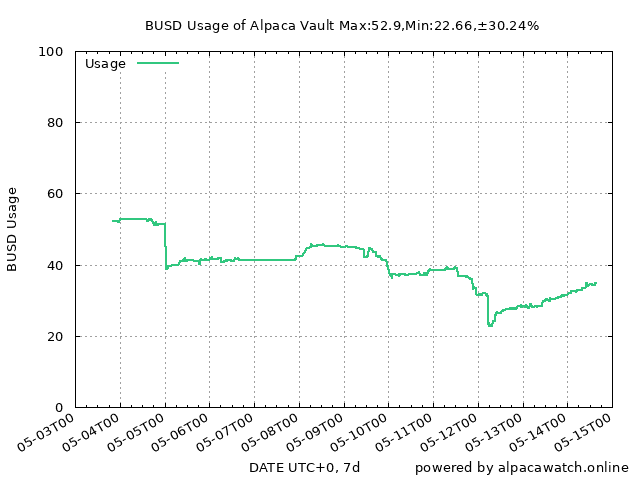 BUSD Usage of Alpaca Vault Max:52.9,Min:22.66,±30.24%
Usage
BUSD Usage
100
80
60
40
20
0
05-03T00
05-04T00
05-05T00
05-06T00
05-07T00
05-08T00
05-09T00
05-10T00
05-11T00
05-12T00
05-13T00
05-14T00
05-15T00
DATE UTC+0, 7d
powered by alpacawatch.online